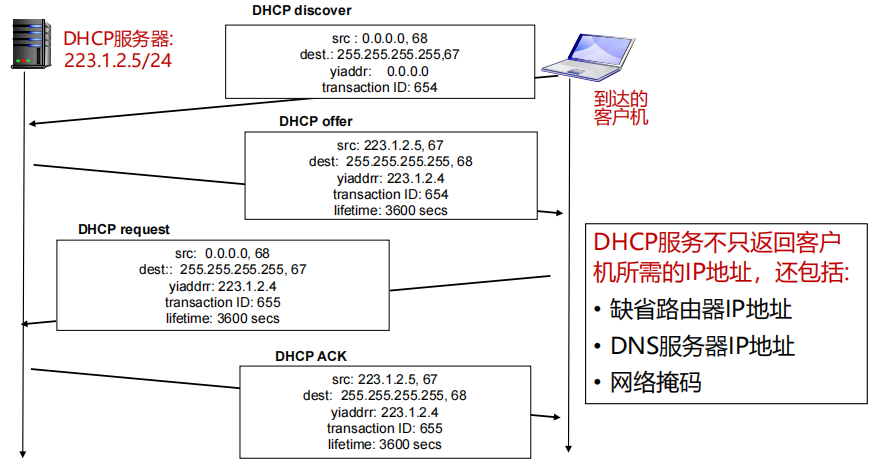 DHCP discover
DHCP服务器:
223.1.2.5/24
src : 0.0.0.0, 68
dest.: 255.255.255.255,67
yiaddr: 0.0.0.0
transaction ID: 654
到达的
客户机
DHCP offer
src: 223.1.2.5, 67
dest: 255.255.255.255, 68
yiaddrr: 223.1.2.4
transaction ID: 654
lifetime: 3600 secs
DHCP request
src: 0.0.0.0, 68
dest:: 255.255.255.255, 67
yiaddrr: 223.1.2.4
transaction ID: 655
lifetime: 3600 secs
DHCP ACK
src: 223.1.2.5, 67
dest: 255.255.255.255, 68
yiaddrr: 223.1.2.4
transaction ID: 655
lifetime: 3600 secs
DHCP服务不只返回客户
机所需的IP地址，还包括:
• 缺省路由器IP地址
• DNS服务器IP地址
• 网络掩码